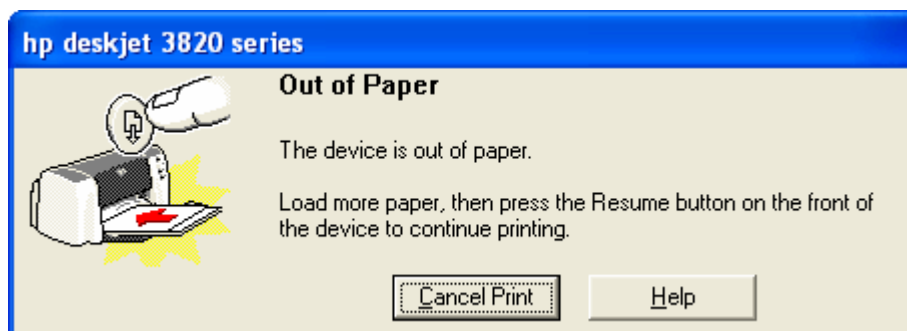 hp deskjet 3820 series
Out of Paper
The device is out of paper.
Load more paper, then press the Resume button on the front of
the device to continue printing.
Cancel Print Help